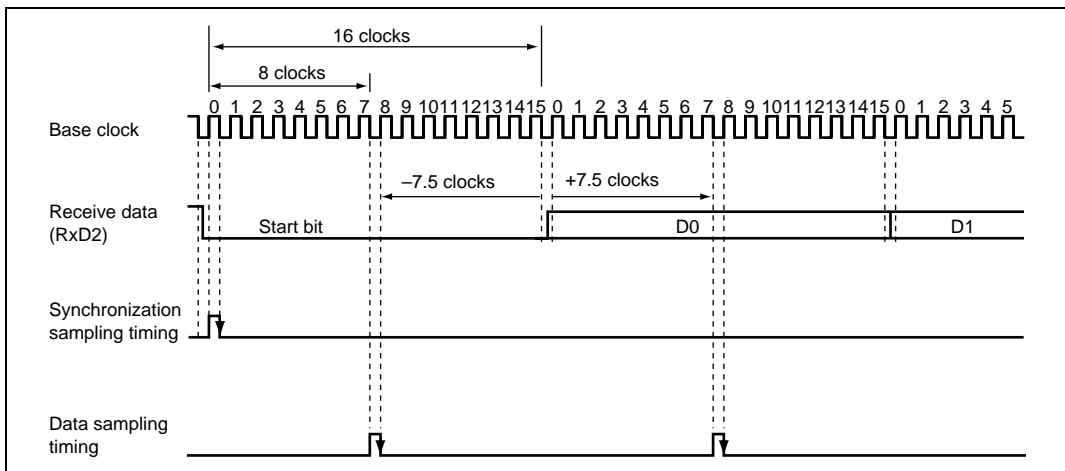 16 clocks
8 clocks
0 1 2 3 4 5 6 7 8 9 10 11 12 13 14 15 0 1 2 3 4 5 6 7 8 9 10 11 12 13 14 15 0 1 2 3 4 5
Base clock
–7.5 clocks +7.5 clocks
Receive data
(RxD2)
Start bit D0 D1
Synchronization
sampling timing
Data sampling
timing